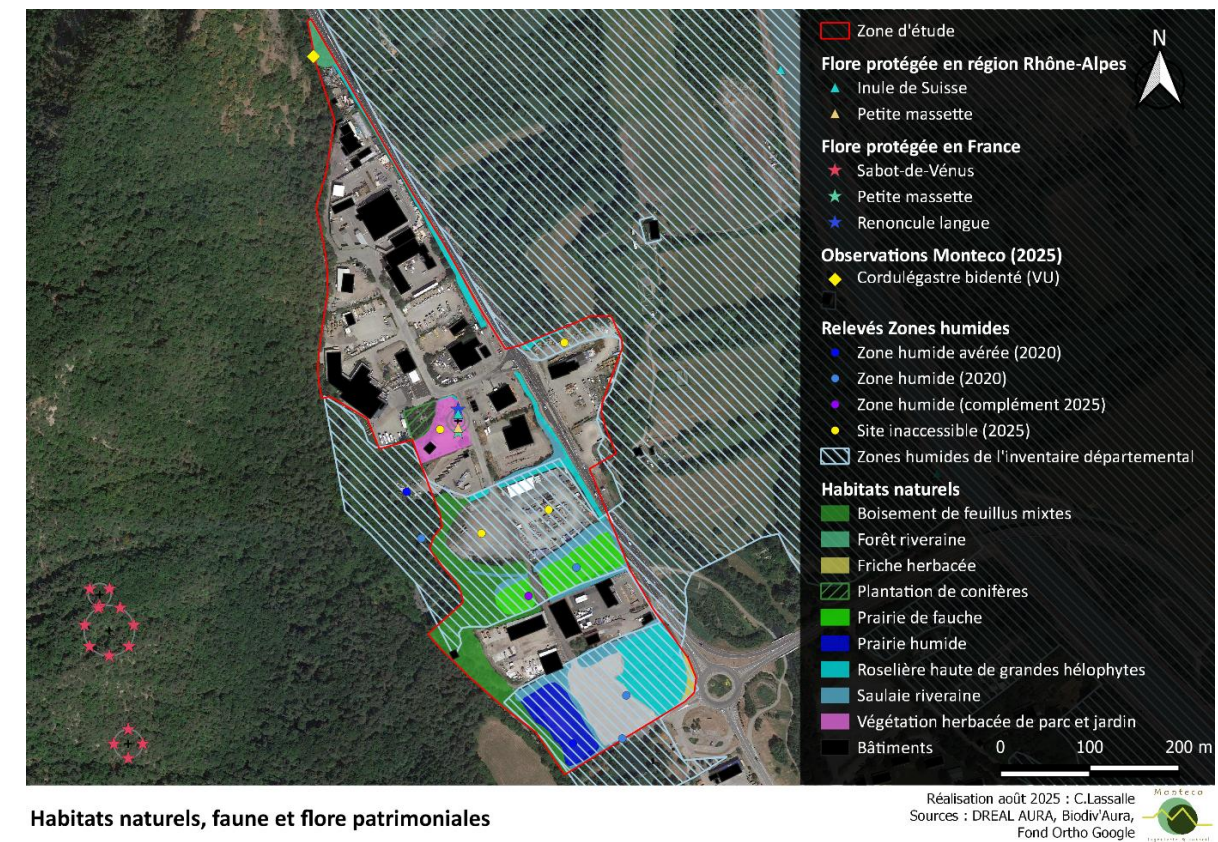 Zone d'étude
N
Flore protégée en région Rhône-Alpes
Inule de Suisse
Petite massette
Flore protégée en France
Sabot-de-Vénus
Petite massette
Renoncule langue
Observations Monteco (2025)
Cordulégastre bidenté (VU)
Relevés Zones humides
Zone humide avérée (2020)
Zone humide (2020)
Zone humide (complément 2025)
Site inaccessible (2025)
Zones humides de l'inventaire départemental
Habitats naturels
Boisement de feuillus mixtes
Forêt riveraine
Friche herbacée
Plantation de conifères
Prairie de fauche
Prairie humide
Roselière haute de grandes hélophytes
Saulaie riveraine
Végétation herbacée de parc et jardin
Bâtiments
0 100 200 m
Habitats naturels, faune et flore patrimoniales
Réalisation août 2025 : C.Lassalle
Sources : DREAL AURA, Biodiv'Aura,
Fond Ortho Google
Monteco